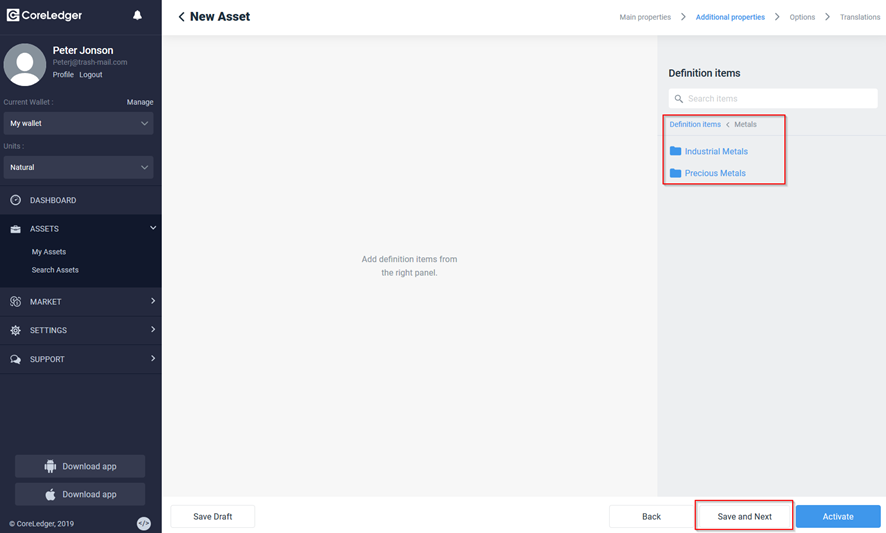 CoreLedger
Peter Jonson
Peterj@trash-mail.com
Profile Logout
Current Wallet : Manage
My wallet
Units :
Natural
DASHBOARD
ASSETS
My Assets
Search Assets
MARKET
SETTINGS
SUPPORT
Download app
Download app
© CoreLedger, 2019 </>
New Asset
Main properties > Additional properties > Options > Translations
Add definition items from
the right panel.
Definition items
Search items
Definition items < Metals
Industrial Metals
Precious Metals
Save Draft
Back
Save and Next
Activate